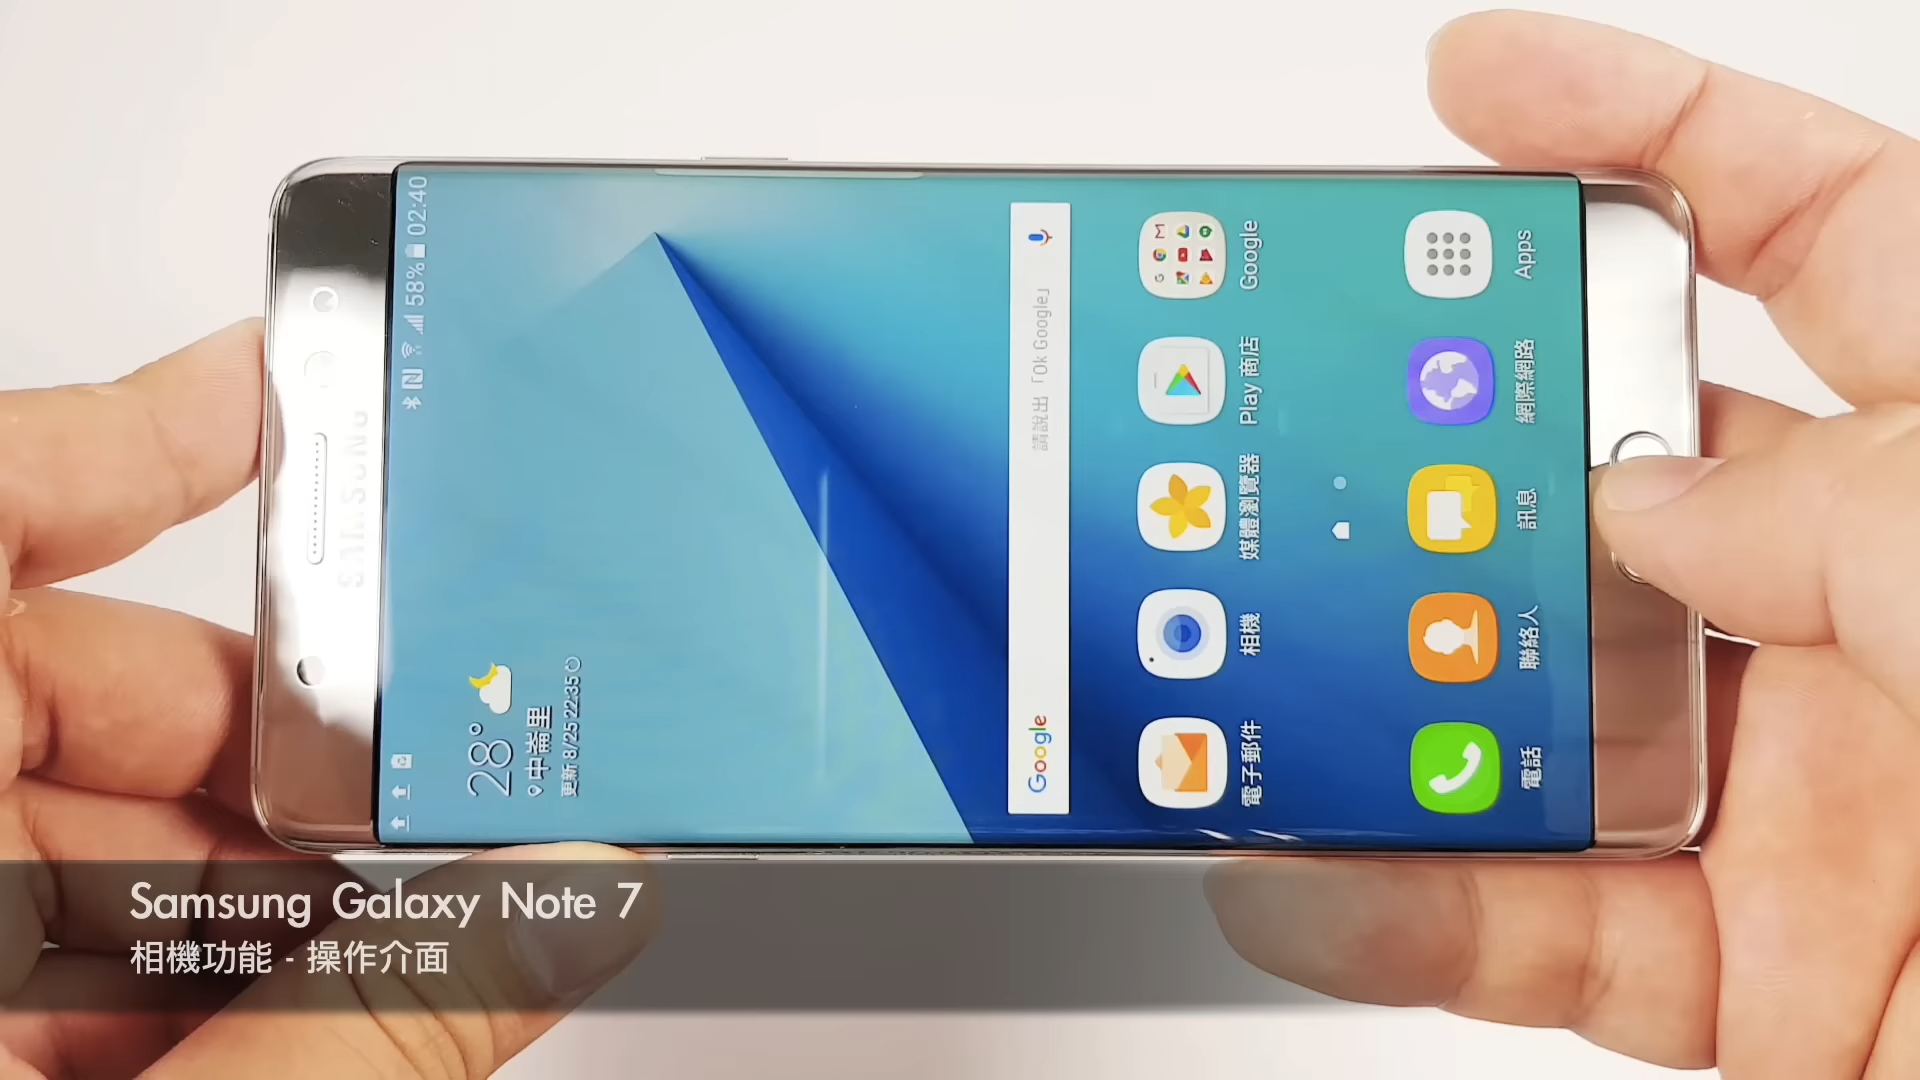 58% 02:40
28°
中崙里
更新 8/25 22:35
Google
請說出「Ok Google」
電子郵件
相機
媒體瀏覽器
Play 商店
Google
電話
聯絡人
訊息
網際網路
Apps
SAMSUNG
Samsung Galaxy Note 7
相機功能 - 操作介面